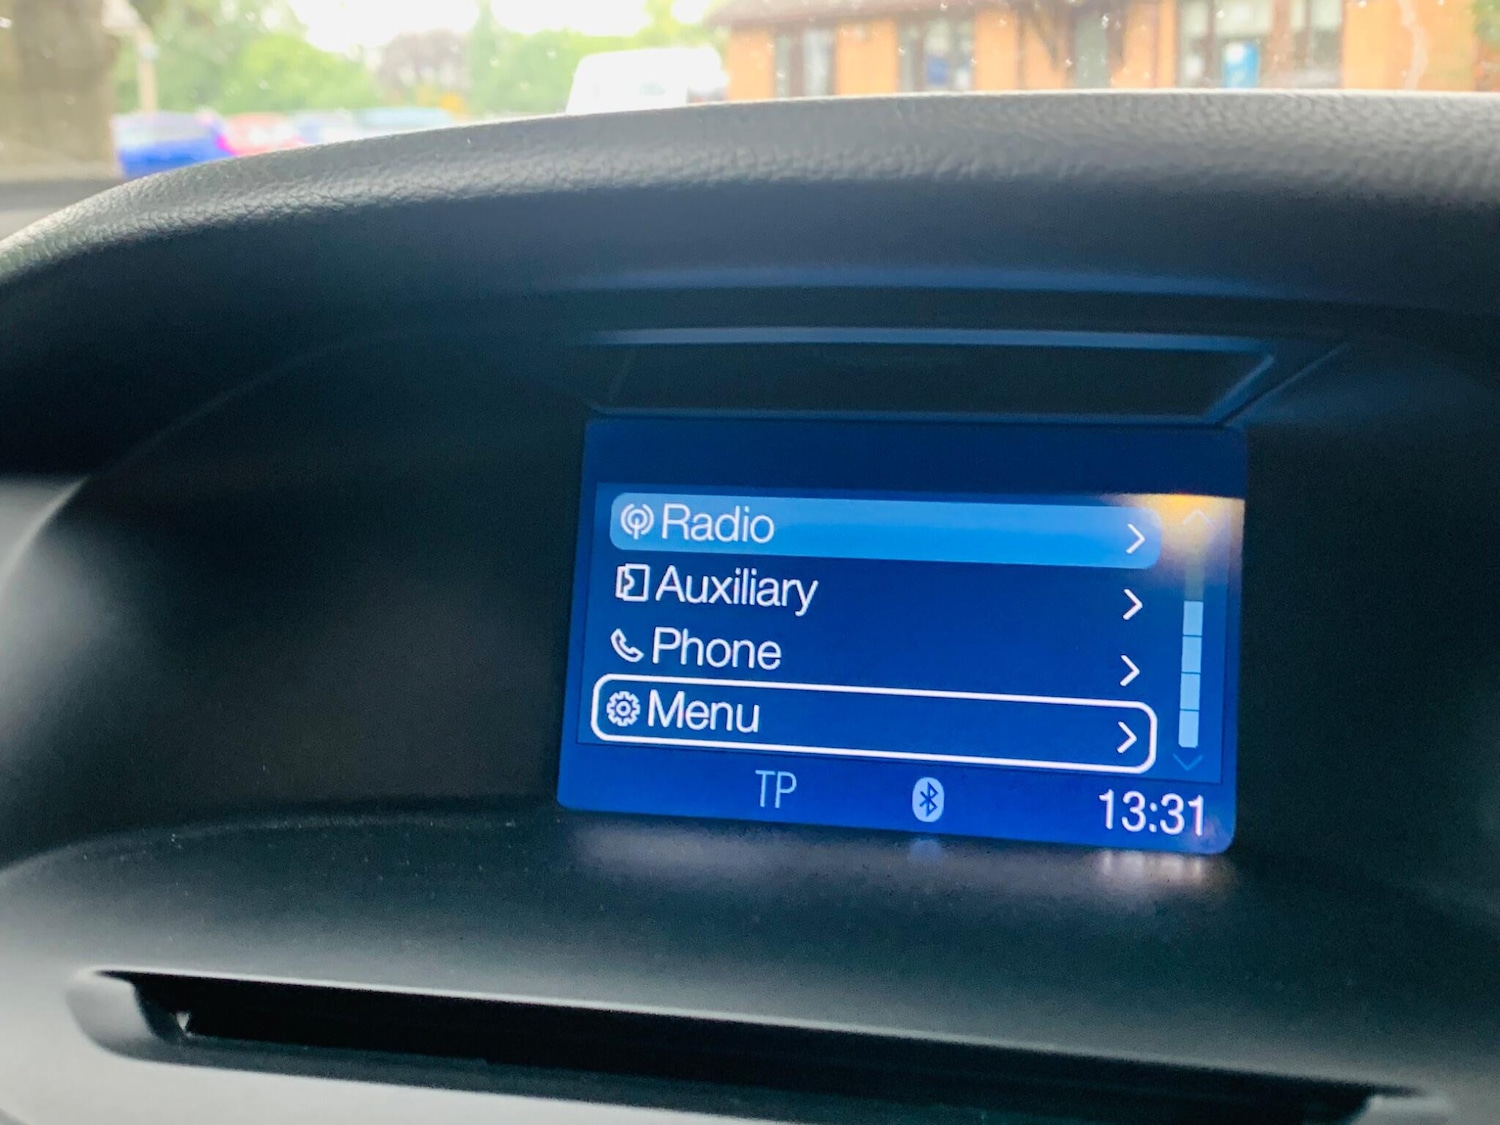 Radio
Auxiliary
Phone
Menu
TP 13:31